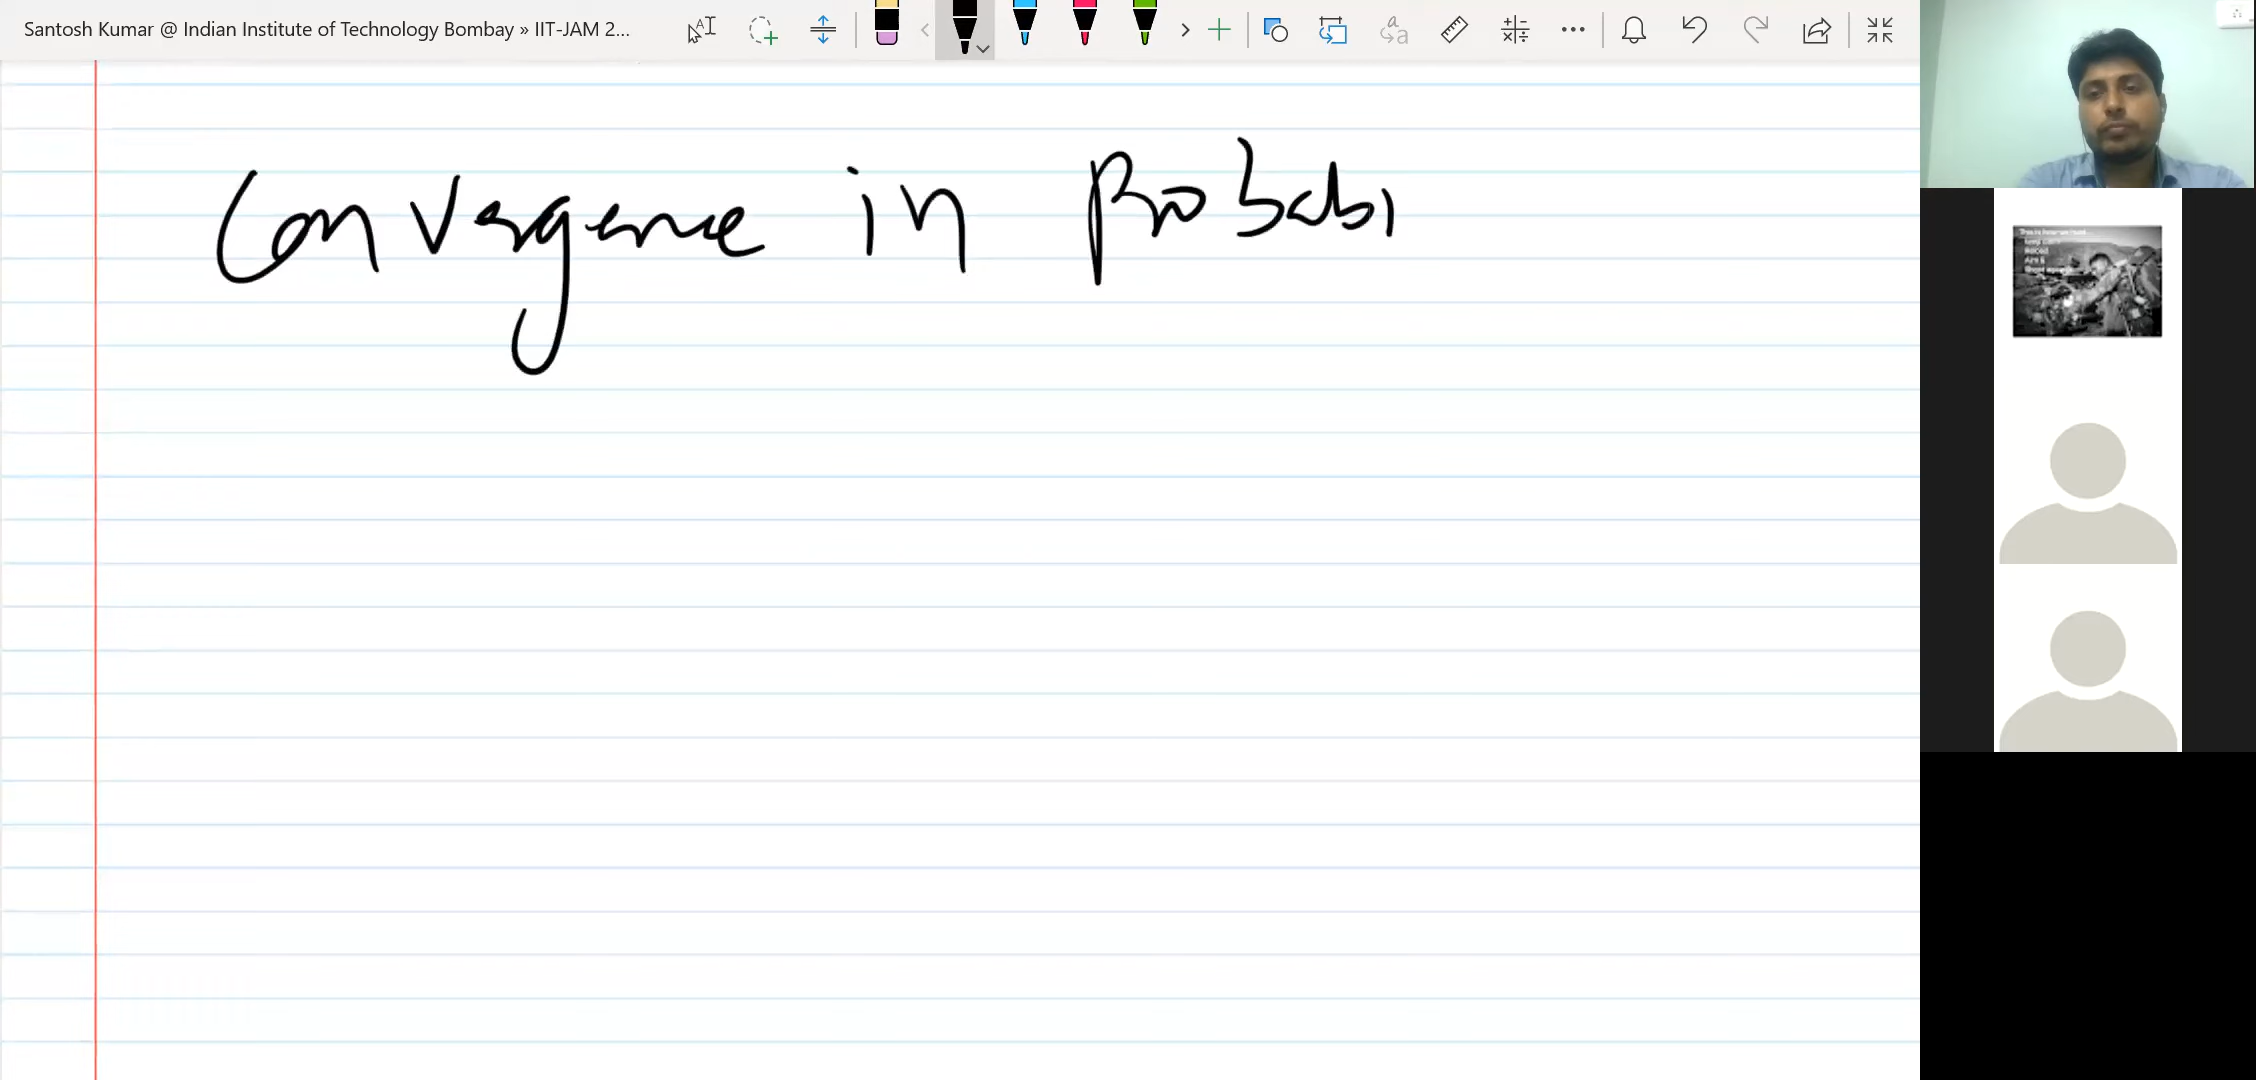 Santosh Kumar @ Indian Institute of Technology Bombay » IIT-JAM 2...
Convergence in Probabi